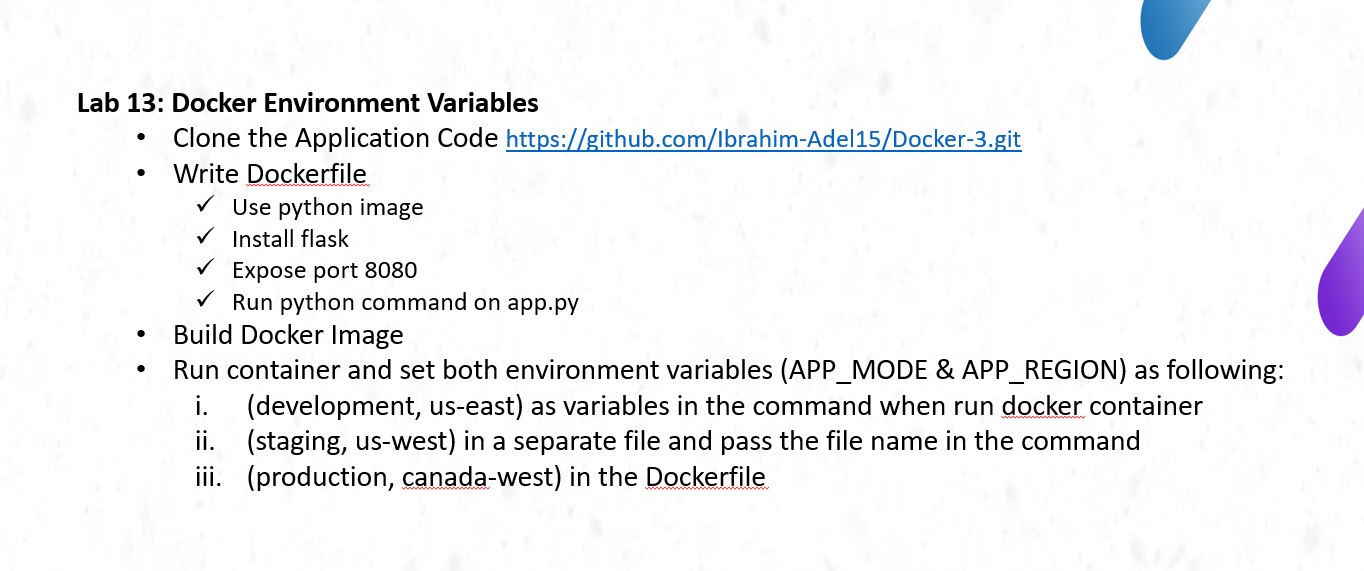 Lab 13: Docker Environment Variables
• Clone the Application Code https://github.com/Ibrahim-Adel15/Docker-3.git
• Write Dockerfile
✓ Use python image
✓ Install flask
✓ Expose port 8080
✓ Run python command on app.py
• Build Docker Image
• Run container and set both environment variables (APP_MODE & APP_REGION) as following:
i. (development, us-east) as variables in the command when run docker container
ii. (staging, us-west) in a separate file and pass the file name in the command
iii. (production, canada-west) in the Dockerfile